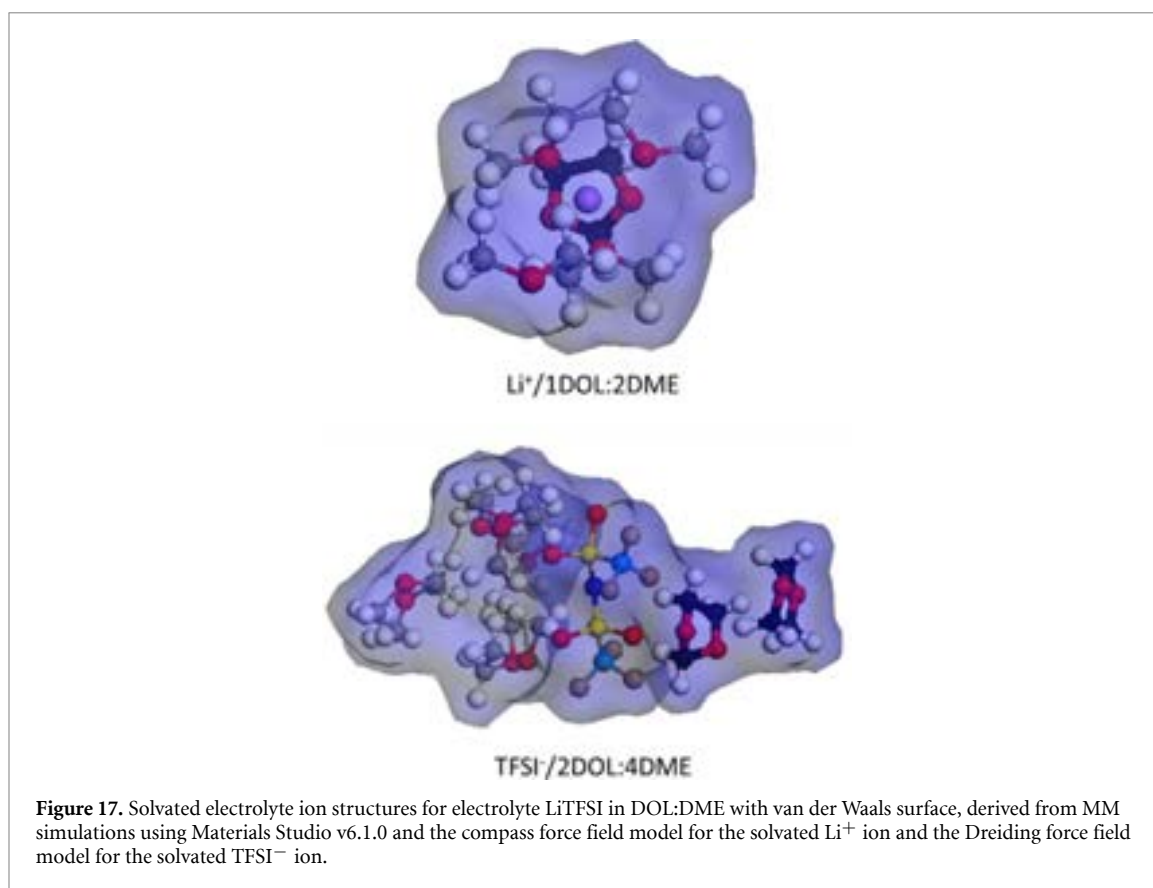 Li⁺/1DOL:2DME
TFSI⁻/2DOL:4DME
Figure 17. Solvated electrolyte ion structures for electrolyte LiTFSI in DOL:DME with van der Waals surface, derived from MM
simulations using Materials Studio v6.1.0 and the compass force field model for the solvated Li⁺ ion and the Dreiding force field
model for the solvated TFSI⁻ ion.